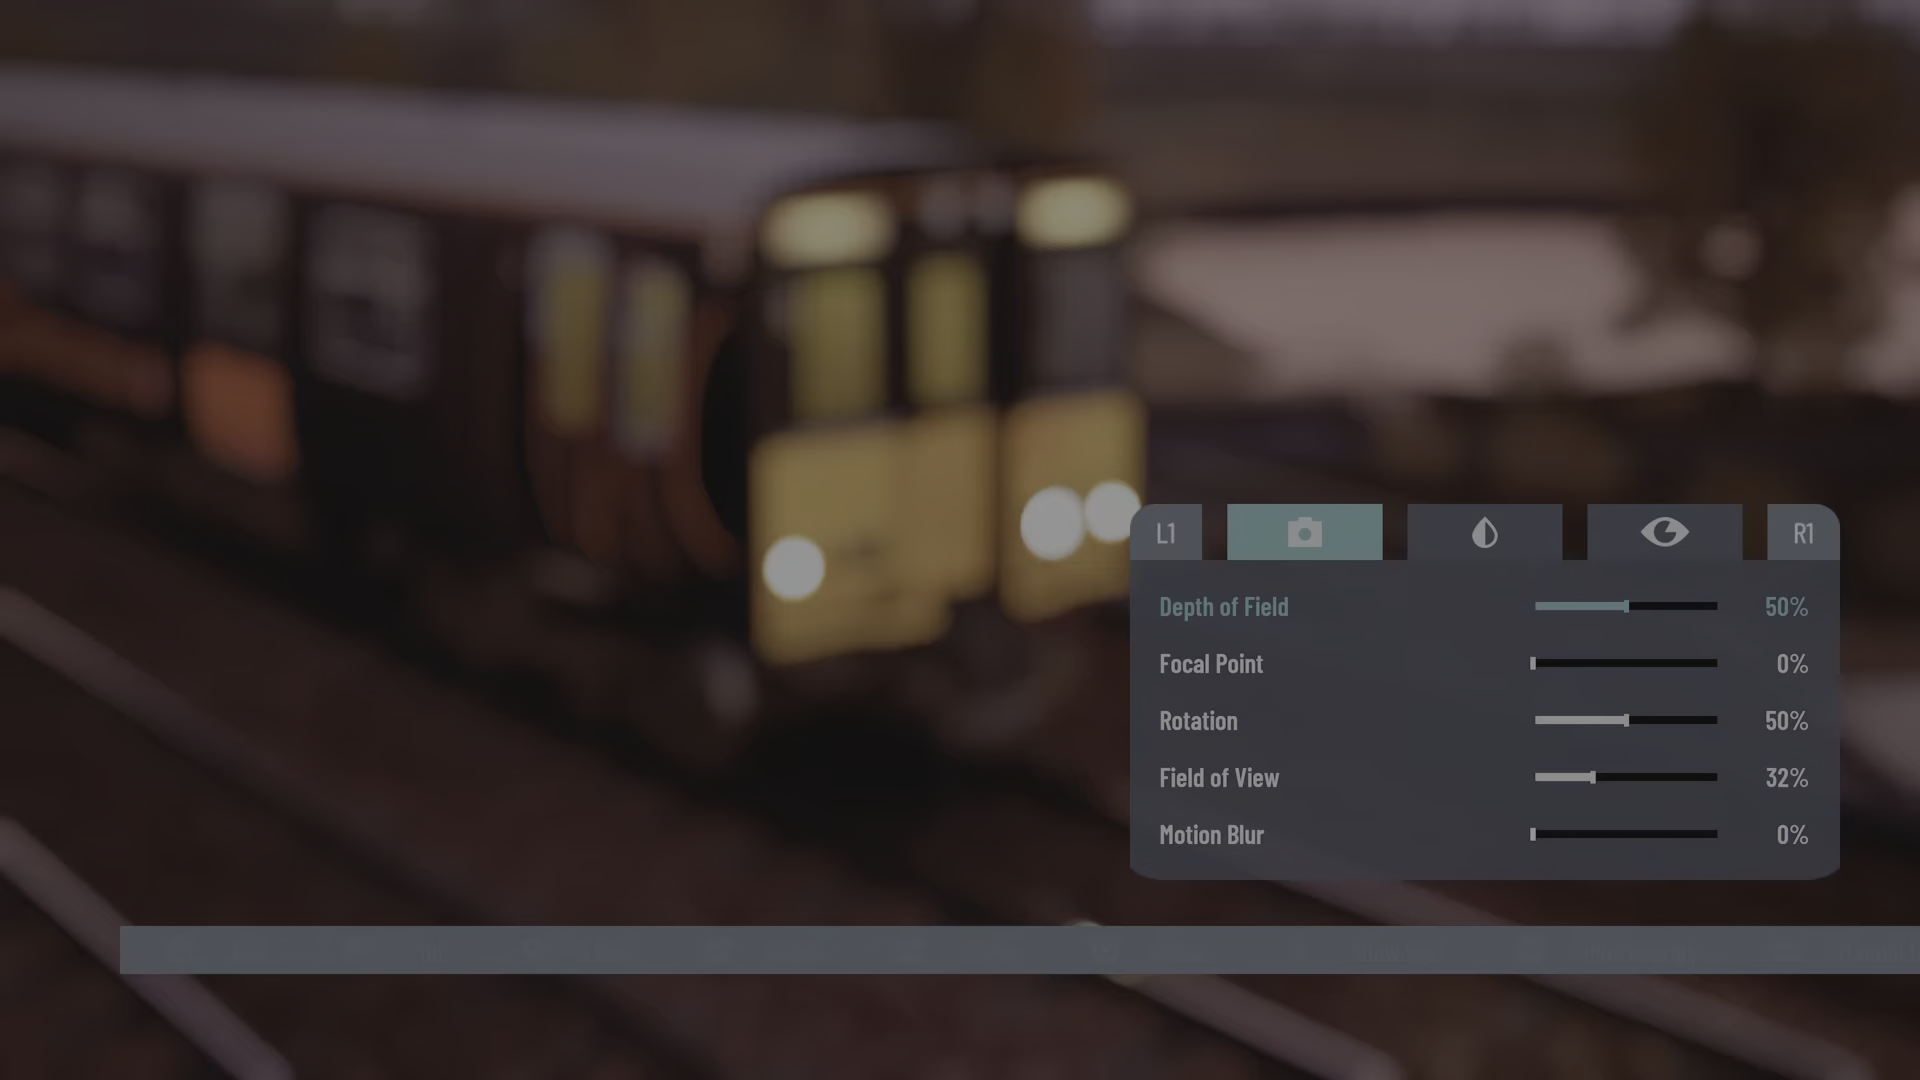 L1
R1
Depth of Field 50%
Focal Point 0%
Rotation 50%
Field of View 32%
Motion Blur 0%